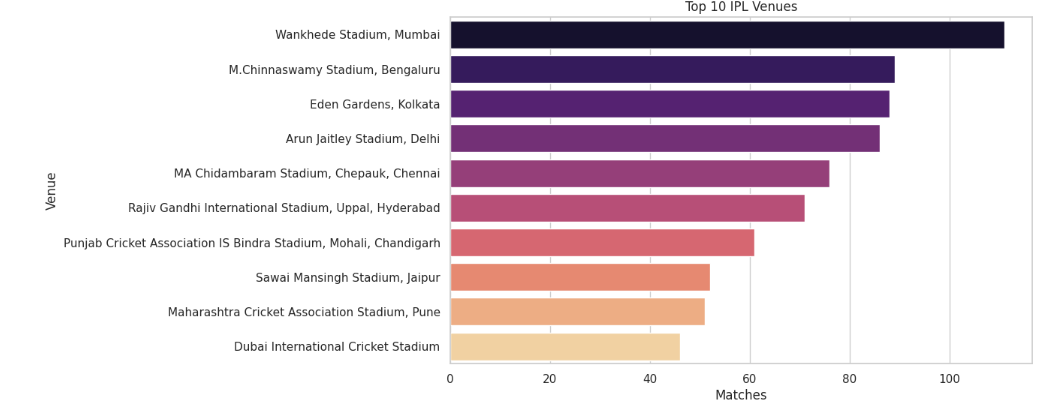 Top 10 IPL Venues
Venue
Wankhede Stadium, Mumbai
M.Chinnaswamy Stadium, Bengaluru
Eden Gardens, Kolkata
Arun Jaitley Stadium, Delhi
MA Chidambaram Stadium, Chepauk, Chennai
Rajiv Gandhi International Stadium, Uppal, Hyderabad
Punjab Cricket Association IS Bindra Stadium, Mohali, Chandigarh
Sawai Mansingh Stadium, Jaipur
Maharashtra Cricket Association Stadium, Pune
Dubai International Cricket Stadium
0 20 40 60 80 100
Matches